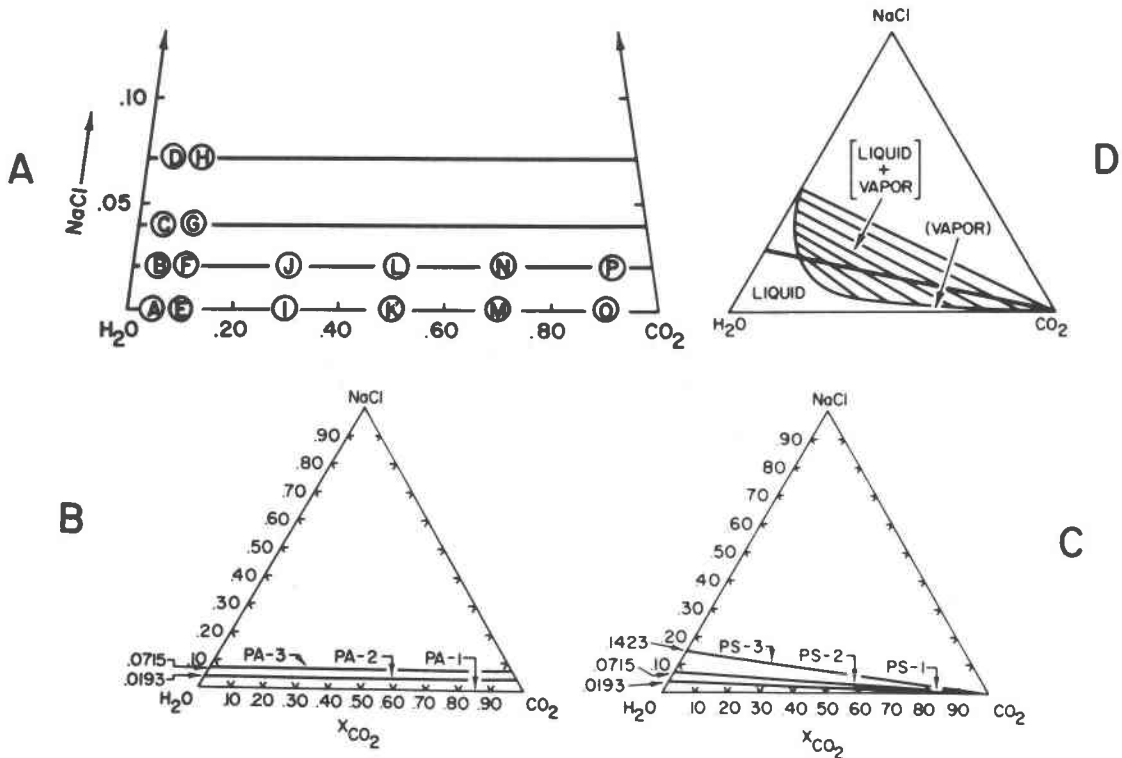 A
NaCl
.10
.05
D H
C G
B F J L N P
A E I K M O
H2O .20 .40 .60 .80 CO2
D
NaCl
[LIQUID + VAPOR]
(VAPOR)
LIQUID
H2O CO2
B
NaCl
.90
.80
.70
.60
.50
.40
.30
.20
.10
.0715
.0193
PA-3 PA-2 PA-1
H2O .10 .20 .30 .40 .50 .60 .70 .80 .90 CO2
XCO2
C
NaCl
.90
.80
.70
.60
.50
.40
.30
.20
.10
.1423
.0715
.0193
PS-3 PS-2 PS-1
H2O .10 .20 .30 .40 .50 .60 .70 .80 .90 CO2
XCO2